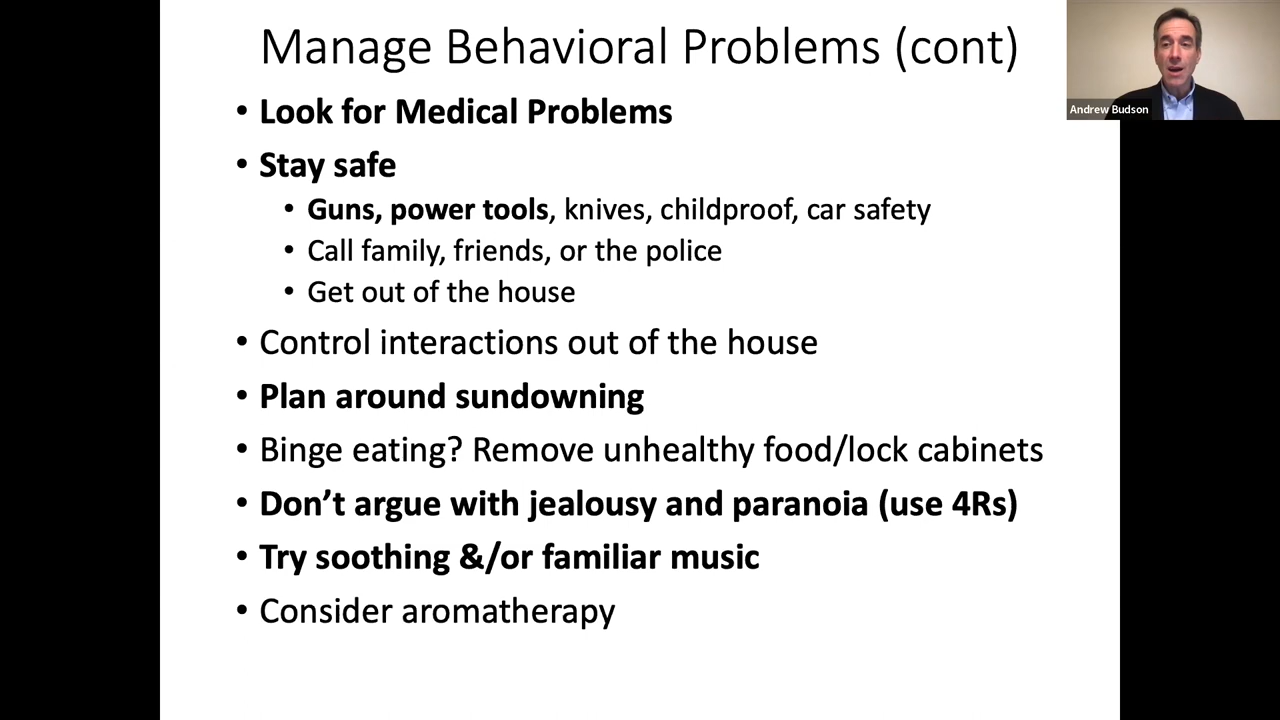 Manage Behavioral Problems (cont)
Andrew Budson
• Look for Medical Problems
• Stay safe
• Guns, power tools, knives, childproof, car safety
• Call family, friends, or the police
• Get out of the house
• Control interactions out of the house
• Plan around sundowning
• Binge eating? Remove unhealthy food/lock cabinets
• Don’t argue with jealousy and paranoia (use 4Rs)
• Try soothing &/or familiar music
• Consider aromatherapy